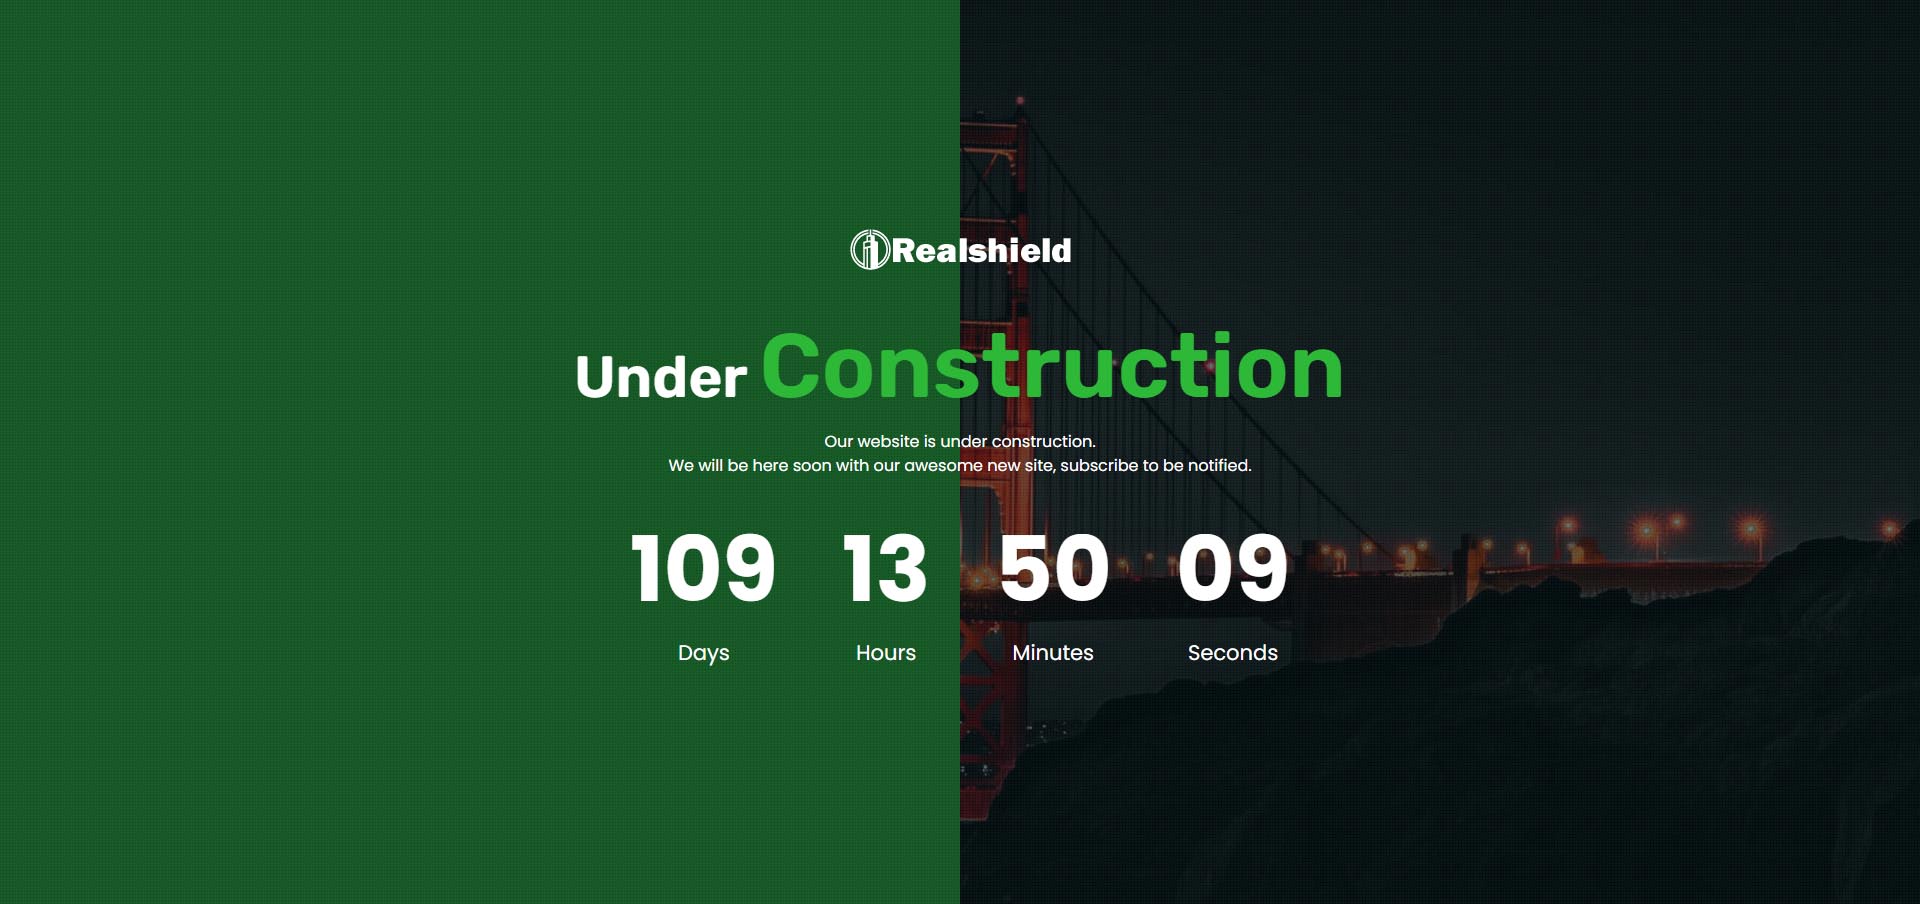 Realshield
Under Construction
Our website is under construction.
We will be here soon with our awesome new site, subscribe to be notified.
109 13 50 09
Days Hours Minutes Seconds